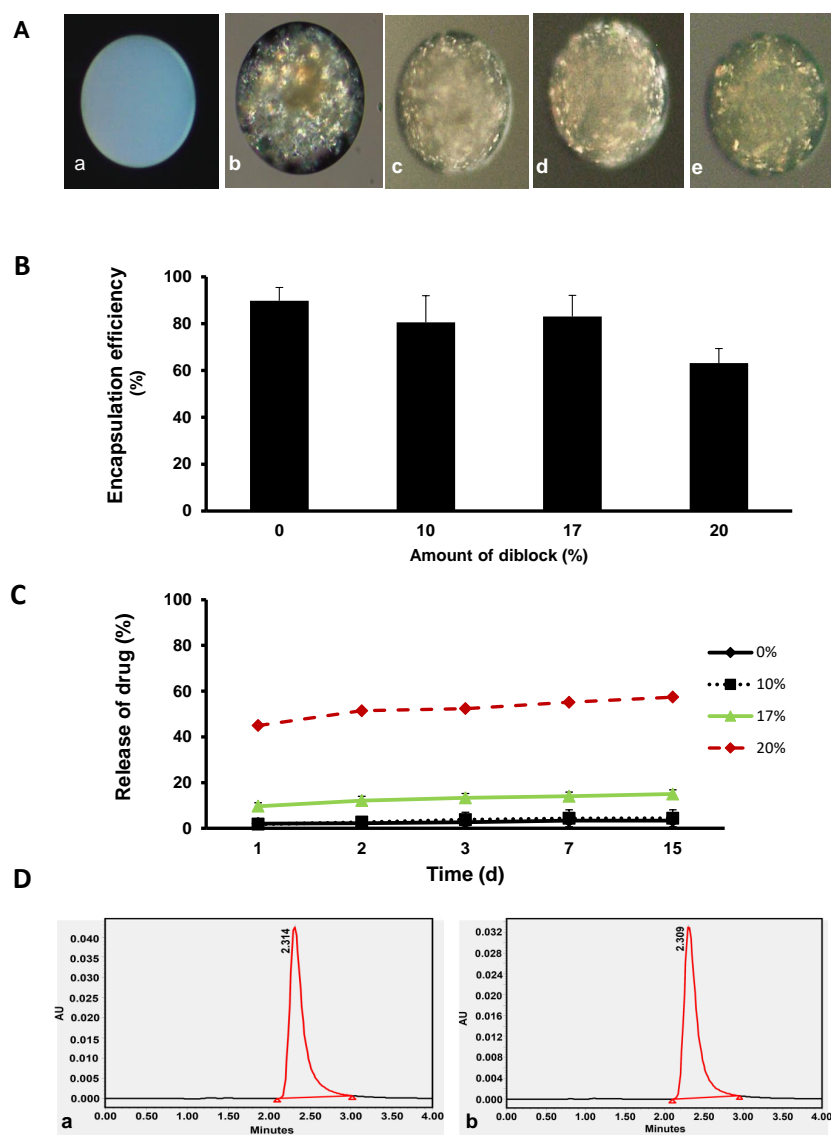 A
a
b
c
d
e
B
Encapsulation efficiency
(%)
100
80
60
40
20
0
0 10 17 20
Amount of diblock (%)
C
Release of drug (%)
100
80
60
40
20
0
1 2 3 7 15
Time (d)
0%
10%
17%
20%
D
AU
0.040
0.035
0.030
0.025
0.020
0.015
0.010
0.005
0.000
2.314
0.00 0.50 1.00 1.50 2.00 2.50 3.00 3.50 4.00
Minutes
a
AU
0.032
0.028
0.024
0.020
0.016
0.012
0.008
0.004
0.000
2.309
0.00 0.50 1.00 1.50 2.00 2.50 3.00 3.50 4.00
Minutes
b